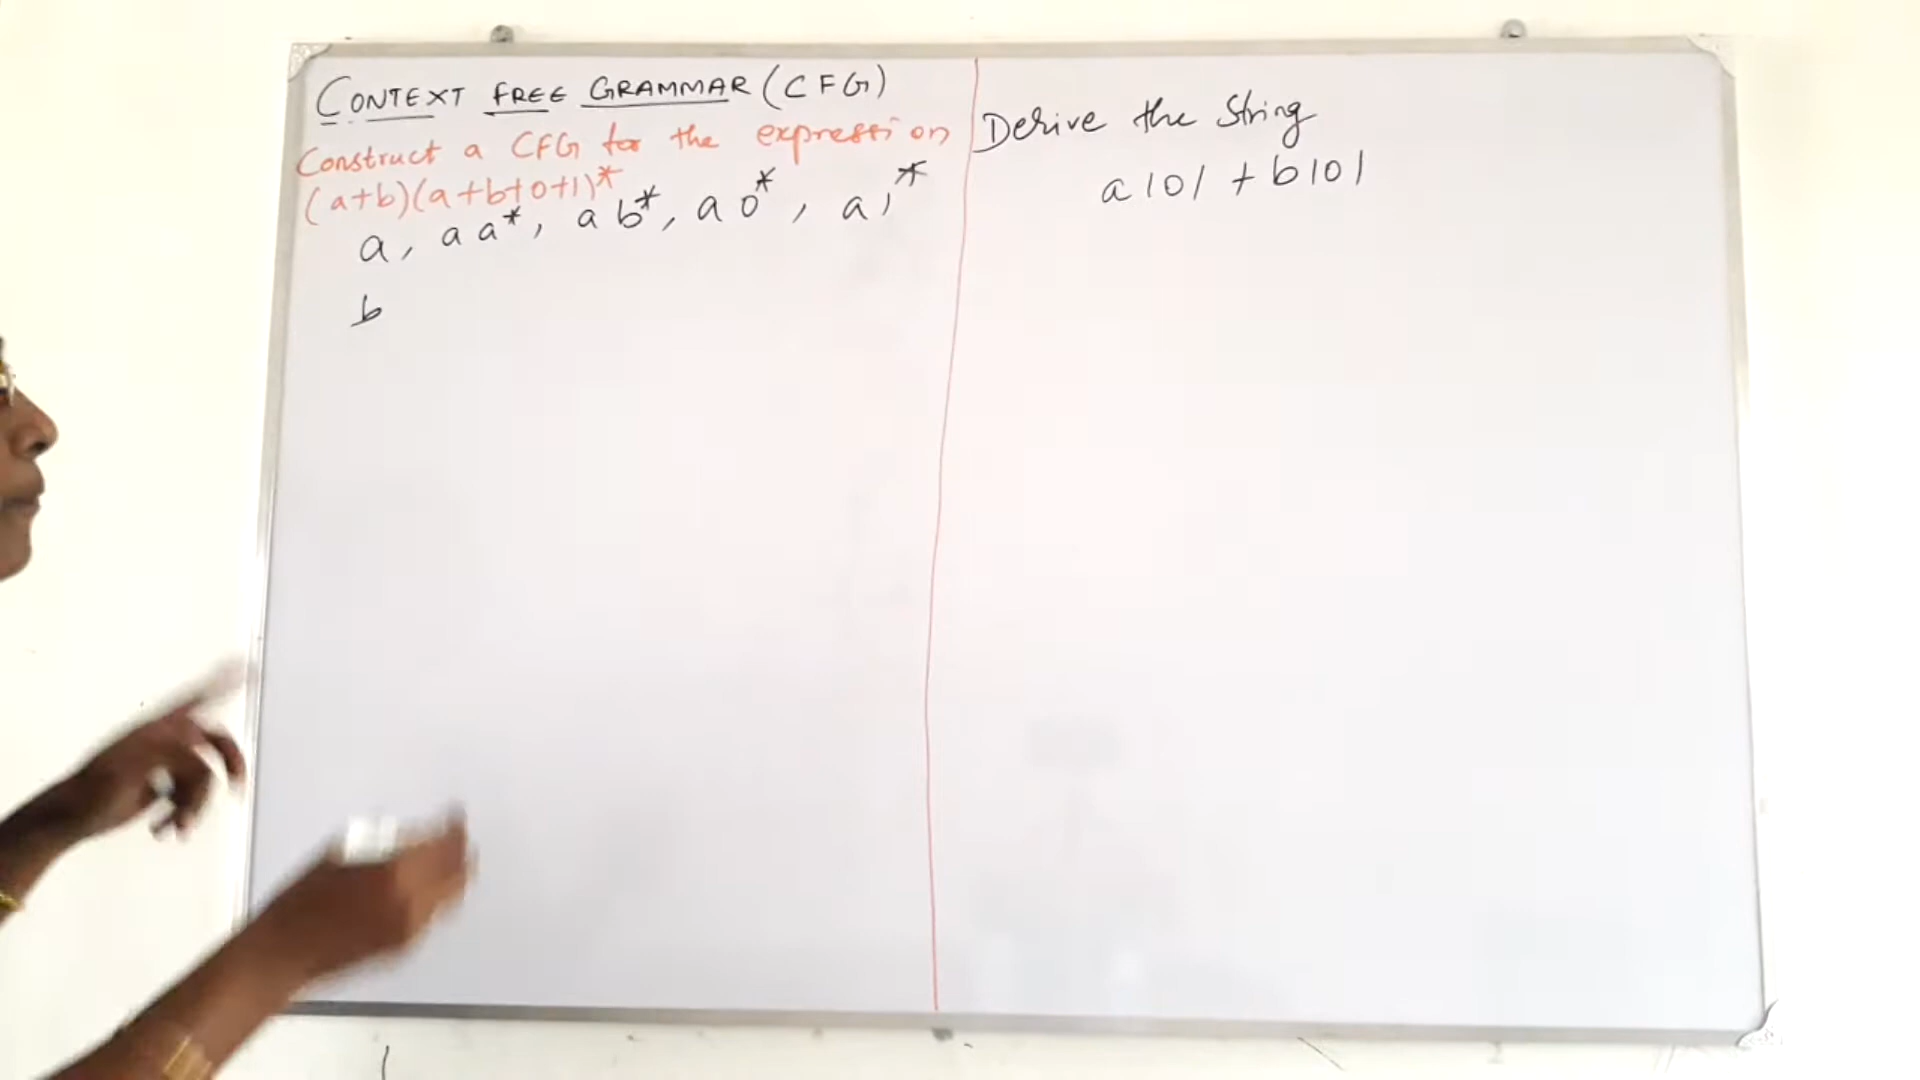 CONTEXT FREE GRAMMAR (CFG)
Construct a CFG for the expression
(a+b)(a+b+0+1)*
a, aa*, ab*, a0*, a1*
b
Derive the String
a101 + b101